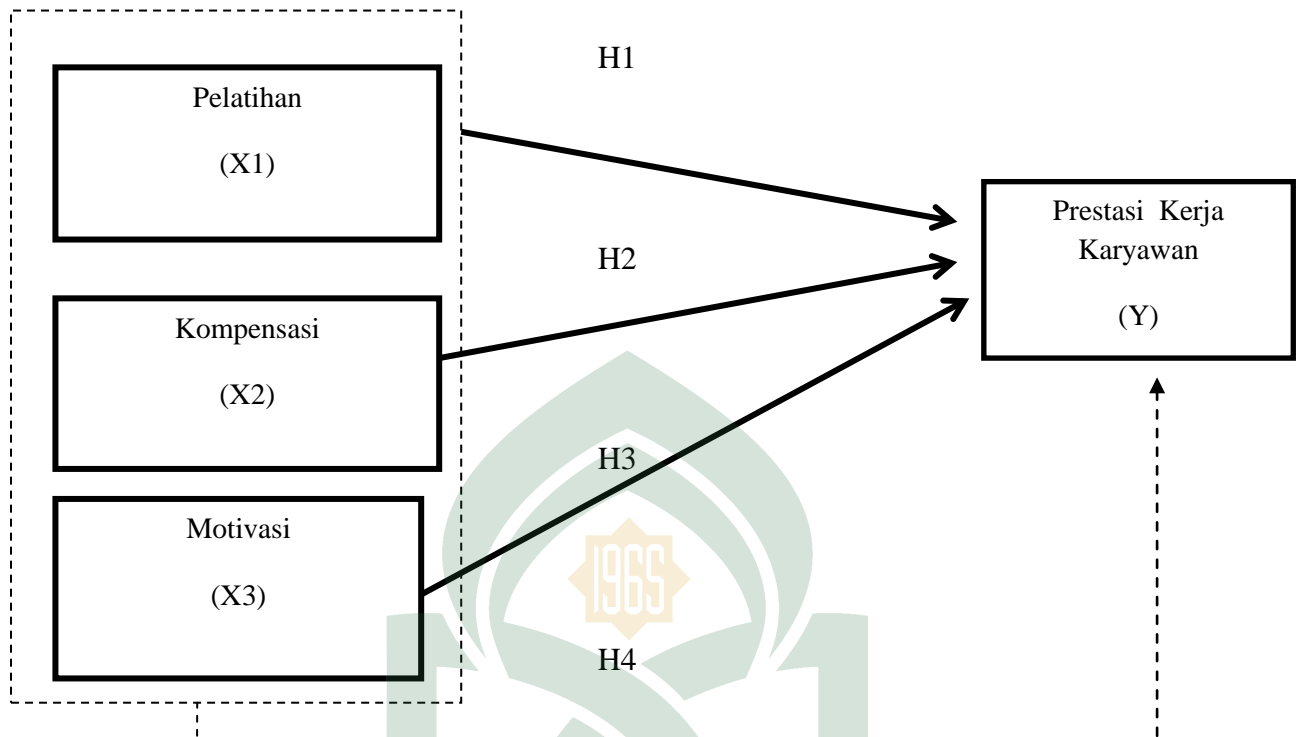 H1
Pelatihan
(X1)
Prestasi Kerja
Karyawan
(Y)
H2
Kompensasi
(X2)
H3
Motivasi
(X3)
1965
H4